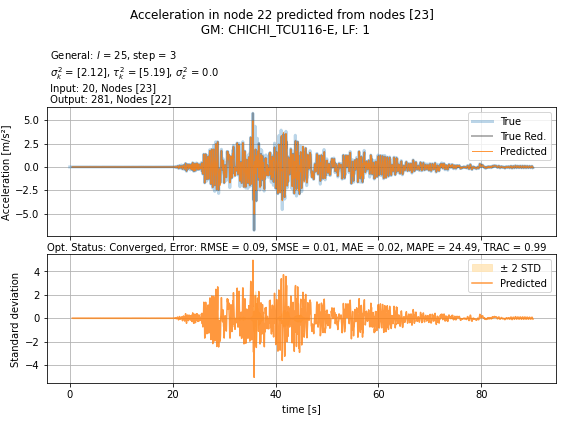 Acceleration in node 22 predicted from nodes [23]
GM: CHICHI_TCU116-E, LF: 1
General: l = 25, step = 3
σ²ₖ = [2.12], τ²ₖ = [5.19], σ²ε = 0.0
Input: 20, Nodes [23]
Output: 281, Nodes [22]
Acceleration [m/s²]
5.0
2.5
0.0
−2.5
−5.0
True
True Red.
Predicted
Opt. Status: Converged, Error: RMSE = 0.09, SMSE = 0.01, MAE = 0.02, MAPE = 24.49, TRAC = 0.99
Standard deviation
4
2
0
−2
−4
± 2 STD
Predicted
0 20 40 60 80
time [s]